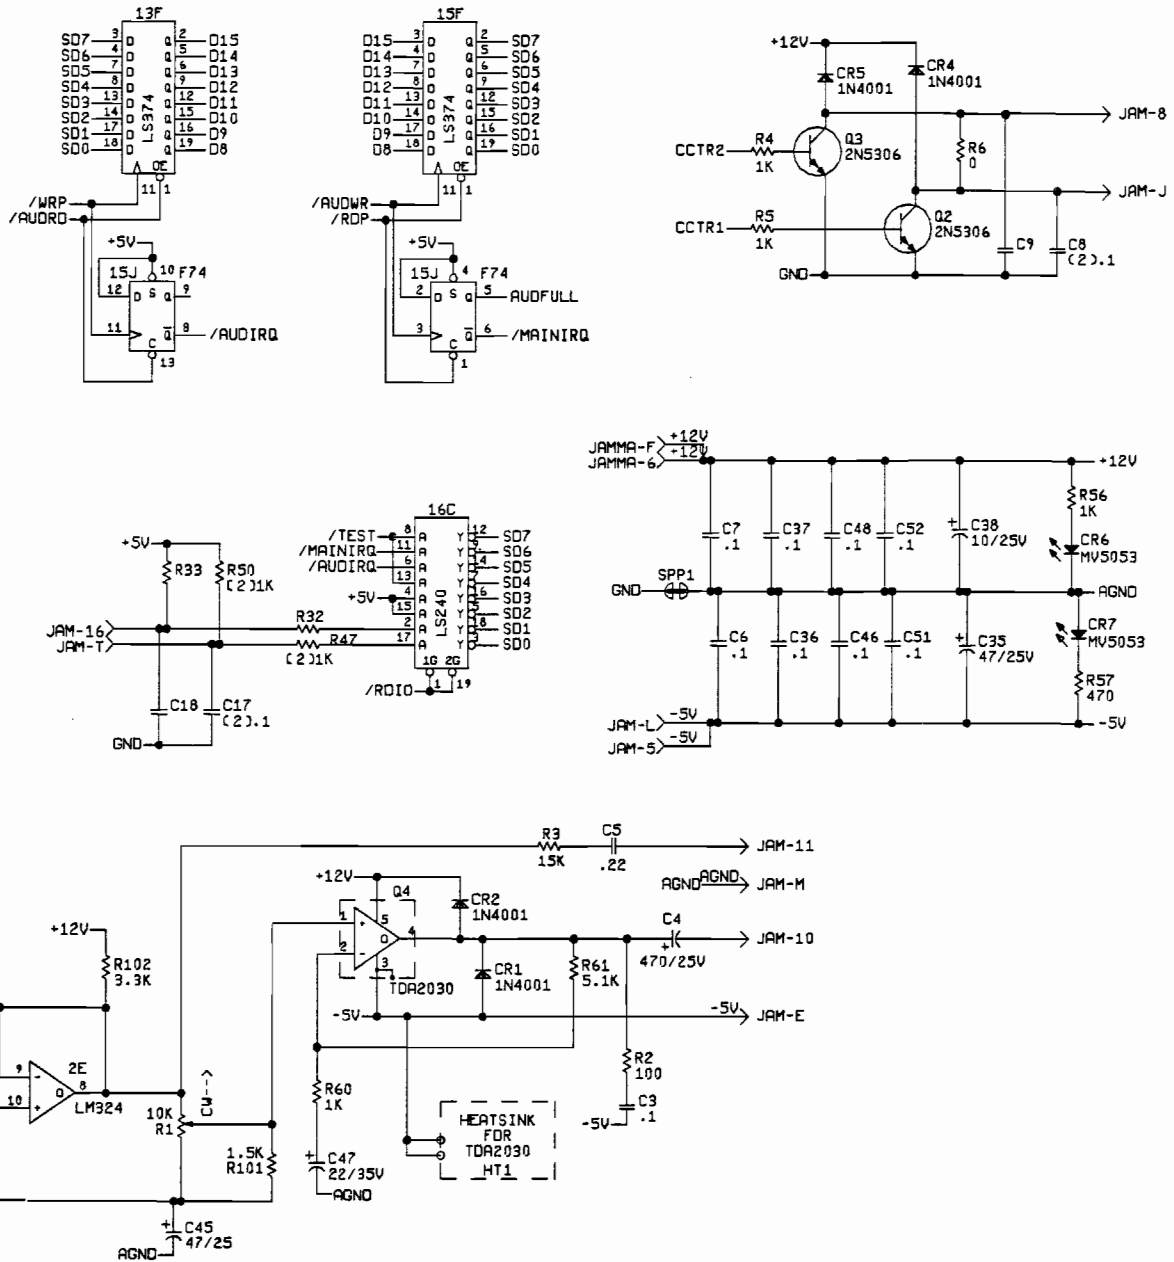 13F
SD7 3 D Q 2 D15
SD6 4 D Q 5 D14
SD5 7 D Q 6 D13
SD4 8 D Q 9 D12
SD3 13 D Q 12 D11
SD2 14 D Q 15 D10
SD1 17 D Q 16 D9
SD0 18 D Q 19 D8
LS374
OE
11 1
/WRP
/AUDRD
+5V
15J 10 F74
12 D S Q 9
11 Q 8 /AUDIRQ
C
13
15F
D15 3 D Q 2 SD7
D14 4 D Q 5 SD6
D13 7 D Q 6 SD5
D12 8 D Q 9 SD4
D11 13 D Q 12 SD3
D10 14 D Q 15 SD2
D9 17 D Q 16 SD1
D8 18 D Q 19 SD0
LS374
OE
11 1
/AUDWR
/RDP
+5V
15J 4 F74
2 D S Q 5 AUDFULL
3 Q 6 /MAINIRQ
C
1
+12V
CR5
1N4001
CR4
1N4001
JAM-8
CCTR2
R4
1K
Q3
2N5306
R6
0
JAM-J
CCTR1
R5
1K
Q2
2N5306
C9
C8
(2).1
GND
JAMMA-F +12V
JAMMA-6 +12V
+12V
C7
.1
C37
.1
C48
.1
C52
.1
+
C38
10/25V
R56
1K
CR6
MV5053
GND
SPP1
AGND
C6
.1
C36
.1
C46
.1
C51
.1
+
C35
47/25V
CR7
MV5053
R57
470
JAM-L -5V
JAM-5 -5V
-5V
16C
/TEST 8 A Y 12 SD7
/MAINIRQ 11 A Y 9 SD6
/AUDIRQ 6 A Y 14 SD5
13 A Y 7 SD4
+5V 4 A Y 16 SD3
15 A Y 5 SD2
2 A Y 18 SD1
17 A Y 3 SD0
LS240
1G 2G
/RDIO 1 19
+5V
R33
R50
(2)1K
JAM-16
JAM-T
R32
R47
(2)1K
C18
C17
(2).1
GND
R3
15K
C5
.22
JAM-11
AGND AGND JAM-M
+12V
Q4
CR2
1N4001
1 +
5
Q 4
2 -
3
TDA2030
CR1
1N4001
R61
5.1K
C4
+
470/25V
JAM-10
-5V
-5V JAM-E
R2
100
C3
.1
-5V
+12V
R102
3.3K
2E
9 -
Q 8
10 +
LM324
CW-->
10K
R1
1.5K
R101
R60
1K
+
C47
22/35V
AGND
HEATSINK
FOR
TDA2030
HT1
+
C45
47/25
AGND